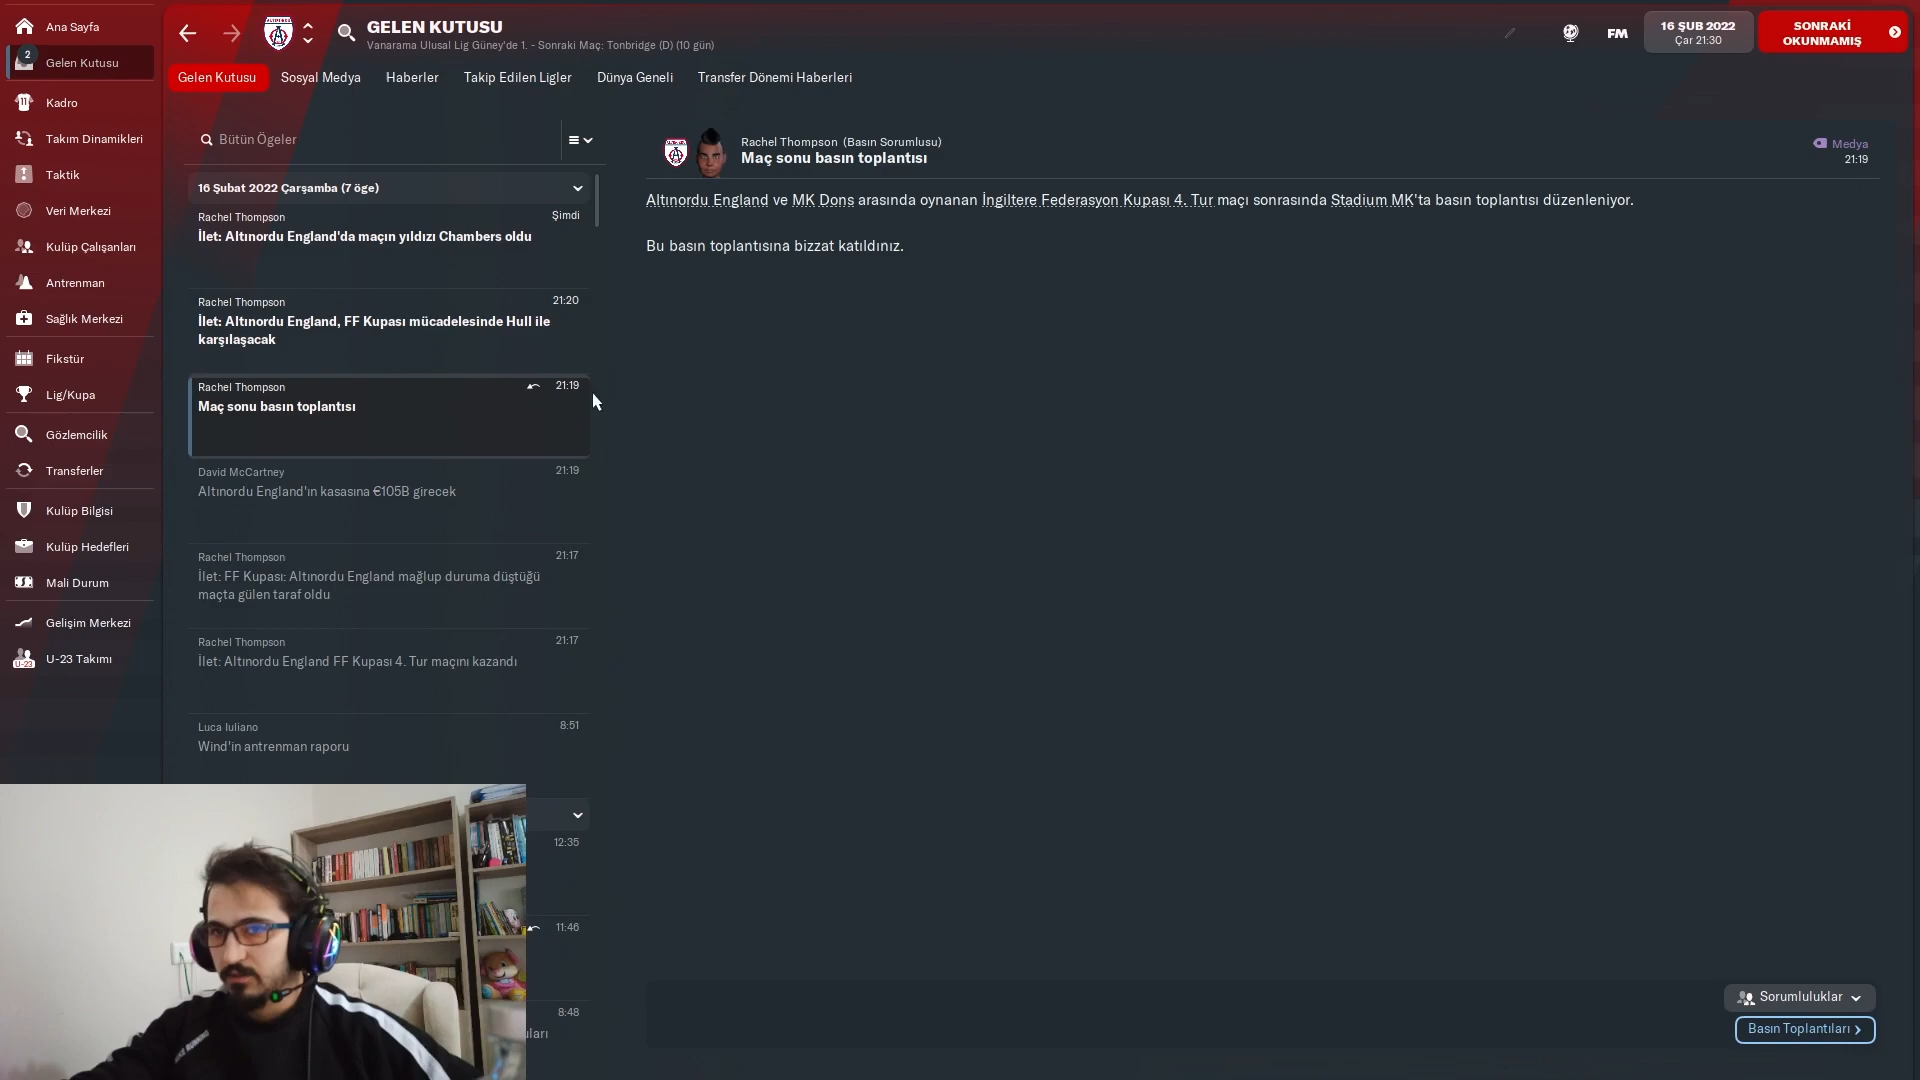 Ana Sayfa
2
Gelen Kutusu
Kadro
Takım Dinamikleri
Taktik
Veri Merkezi
Kulüp Çalışanları
Antrenman
Sağlık Merkezi
Fikstür
Lig/Kupa
Gözlemcilik
Transferler
Kulüp Bilgisi
Kulüp Hedefleri
Mali Durum
Gelişim Merkezi
U-23 Takımı
GELEN KUTUSU
Vanarama Ulusal Lig Güney'de 1. - Sonraki Maç: Tonbridge (D) (10 gün)
FM
16 ŞUB 2022
Çar 21:30
SONRAKİ
OKUNMAMIŞ
Gelen Kutusu Sosyal Medya Haberler Takip Edilen Ligler Dünya Geneli Transfer Dönemi Haberleri
Bütün Ögeler
16 Şubat 2022 Çarşamba (7 öge)
Rachel Thompson Şimdi
İlet: Altınordu England'da maçın yıldızı Chambers oldu
Rachel Thompson 21:20
İlet: Altınordu England, FF Kupası mücadelesinde Hull ile
karşılaşacak
Rachel Thompson 21:19
Maç sonu basın toplantısı
David McCartney 21:19
Altınordu England'ın kasasına €105B girecek
Rachel Thompson 21:17
İlet: FF Kupası: Altınordu England mağlup duruma düştüğü
maçta gülen taraf oldu
Rachel Thompson 21:17
İlet: Altınordu England FF Kupası 4. Tur maçını kazandı
Luca Iuliano 8:51
Wind'in antrenman raporu
12:35
11:46
8:48
Rachel Thompson (Basın Sorumlusu)
Maç sonu basın toplantısı
Medya
21:19
Altınordu England ve MK Dons arasında oynanan İngiltere Federasyon Kupası 4. Tur maçı sonrasında Stadium MK'ta basın toplantısı düzenleniyor.
Bu basın toplantısına bizzat katıldınız.
Sorumluluklar
Basın Toplantıları